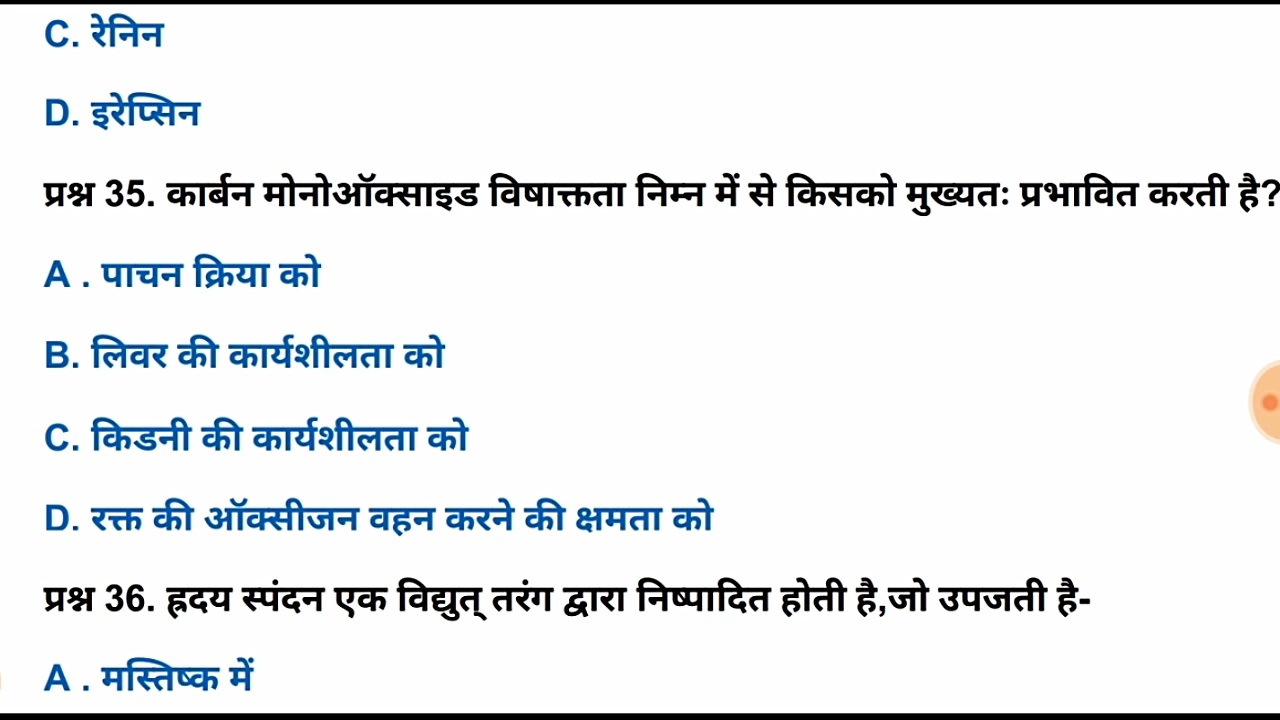 C. रेनिन
D. इरेप्सिन
प्रश्न 35. कार्बन मोनोऑक्साइड विषाक्तता निम्न में से किसको मुख्यतः प्रभावित करती है?
A . पाचन क्रिया को
B. लिवर की कार्यशीलता को
C. किडनी की कार्यशीलता को
D. रक्त की ऑक्सीजन वहन करने की क्षमता को
प्रश्न 36. ह्रदय स्पंदन एक विद्युत् तरंग द्वारा निष्पादित होती है,जो उपजती है-
A . मस्तिष्क में